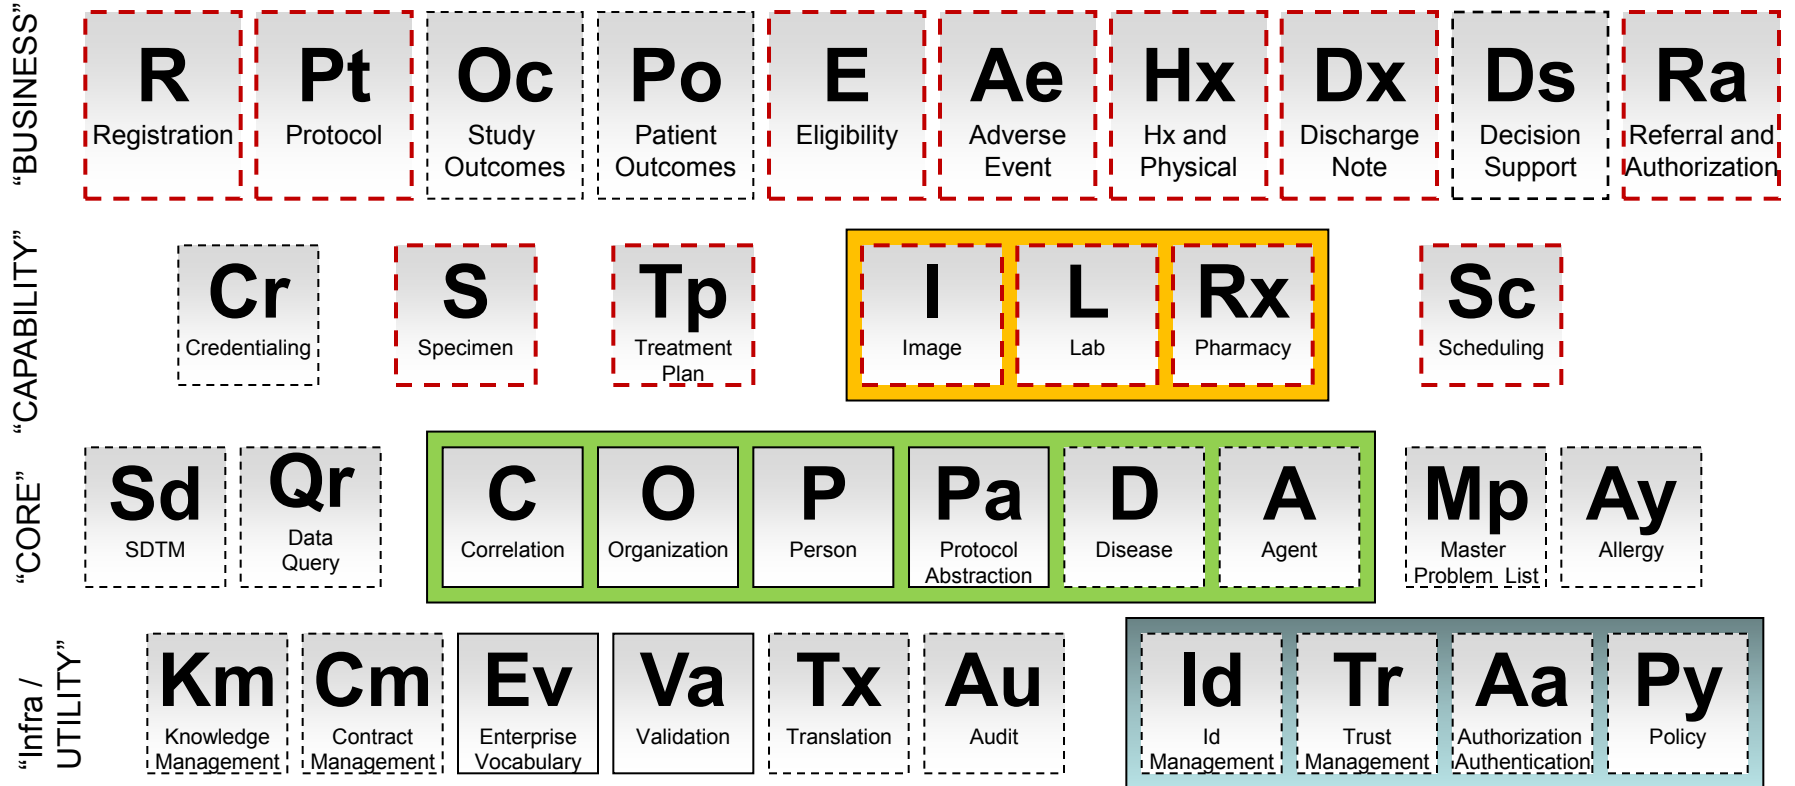 “BUSINESS”
R
Registration
Pt
Protocol
Oc
Study
Outcomes
Po
Patient
Outcomes
E
Eligibility
Ae
Adverse
Event
Hx
Hx and
Physical
Dx
Discharge
Note
Ds
Decision
Support
Ra
Referral and
Authorization
“CAPABILITY”
Cr
Credentialing
S
Specimen
Tp
Treatment
Plan
I
Image
L
Lab
Rx
Pharmacy
Sc
Scheduling
“CORE”
Sd
SDTM
Qr
Data
Query
C
Correlation
O
Organization
P
Person
Pa
Protocol
Abstraction
D
Disease
A
Agent
Mp
Master
Problem List
Ay
Allergy
“Infra /
UTILITY”
Km
Knowledge
Management
Cm
Contract
Management
Ev
Enterprise
Vocabulary
Va
Validation
Tx
Translation
Au
Audit
Id
Id
Management
Tr
Trust
Management
Aa
Authorization
Authentication
Py
Policy